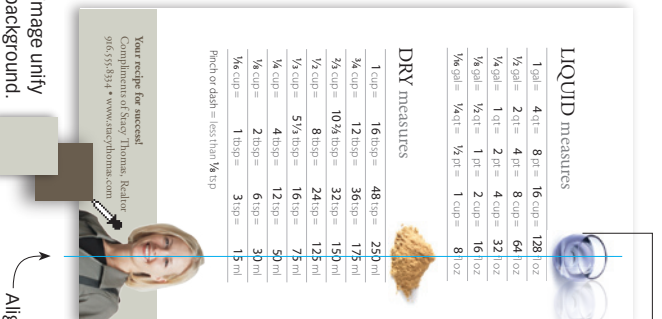 LIQUID measures
1 gal= 4 qt= 8 pt= 16 cup= 128 fl oz
½ gal= 2 qt= 4 pt= 8 cup= 64 fl oz
¼ gal= 1 qt= 2 pt= 4 cup= 32 fl oz
⅛ gal= ½ qt= 1 pt= 2 cup= 16 fl oz
1⁄16 gal= ¼ qt= ½ pt= 1 cup= 8 fl oz
DRY measures
1 cup= 16 tbsp= 48 tsp= 250 ml
¾ cup= 12 tbsp= 36 tsp= 175 ml
⅔ cup= 10⅔ tbsp= 32 tsp= 150 ml
½ cup= 8 tbsp= 24 tsp= 125 ml
⅓ cup= 5⅓ tbsp= 16 tsp= 75 ml
¼ cup= 4 tbsp= 12 tsp= 50 ml
⅛ cup= 2 tbsp= 6 tsp= 30 ml
1⁄16 cup= 1 tbsp= 3 tsp= 15 ml
Pinch or dash = less than ⅛ tsp
Your recipe for success!
Compliments of Stacy Thomas, Realtor
916.555.8334 • www.stacythomas.com
mage unify
background.
Alig